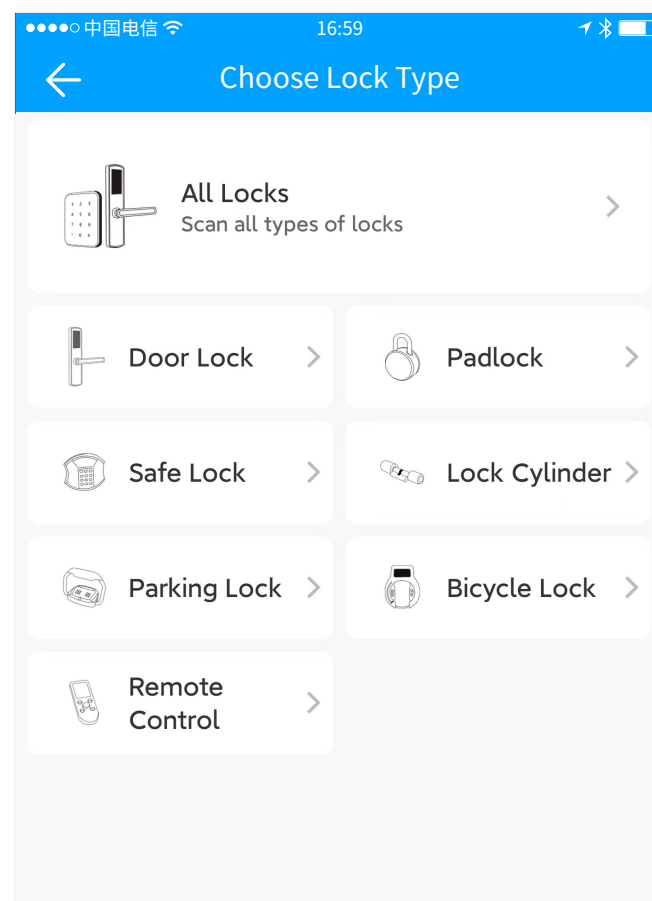 中国电信
16:59
Choose Lock Type
All Locks
Scan all types of locks
Door Lock
Padlock
Safe Lock
Lock Cylinder
Parking Lock
Bicycle Lock
Remote
Control